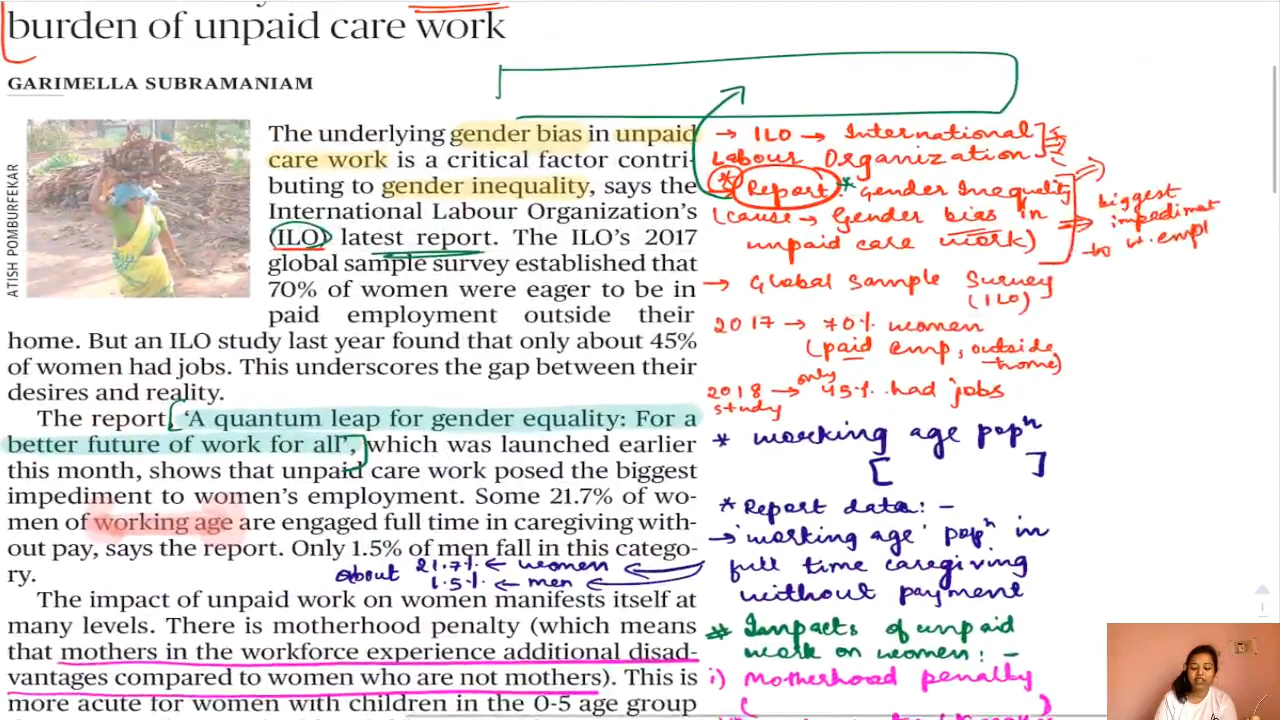 burden of unpaid care work
GARIMELLA SUBRAMANIAM
ATISH POMBURFEKAR
The underlying gender bias in unpaid
care work is a critical factor contri-
buting to gender inequality, says the
International Labour Organization's
(ILO) latest report. The ILO's 2017
global sample survey established that
70% of women were eager to be in
paid employment outside their
home. But an ILO study last year found that only about 45%
of women had jobs. This underscores the gap between their
desires and reality.
The report 'A quantum leap for gender equality: For a
better future of work for all', which was launched earlier
this month, shows that unpaid care work posed the biggest
impediment to women's employment. Some 21.7% of wo-
men of working age are engaged full time in caregiving with-
out pay, says the report. Only 1.5% of men fall in this catego-
ry.
About 21.7% ← women
1.5% ← men
The impact of unpaid work on women manifests itself at
many levels. There is motherhood penalty (which means
that mothers in the workforce experience additional disad-
vantages compared to women who are not mothers). This is
more acute for women with children in the 0-5 age group
→ ILO → International
Labour Organization
* Report * Gender Inequality
(cause → Gender bias in
unpaid care work)
biggest
impediment
to w. empl
→ Global Sample Survey
(ILO)
2017 → 70% women
(paid emp, outside
home)
2018 → only 45% had jobs
study
* working age popn
[ ]
* Report data: -
→ 'working age' popn in
full time caregiving
without payment
# Impacts of unpaid
work on women: -
i) Motherhood penalty